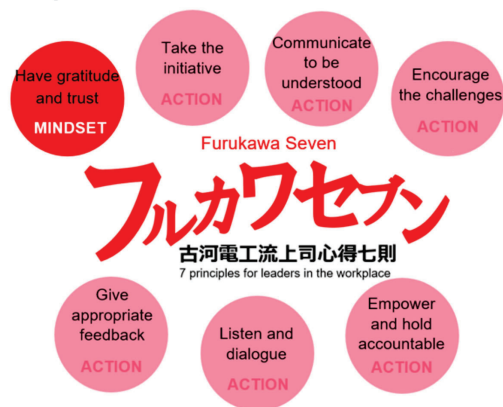 Have gratitude
and trust
MINDSET
Take the
initiative
ACTION
Communicate
to be
understood
ACTION
Encourage
the challenges
ACTION
Furukawa Seven
フルカワセブン
古河電工流上司心得七則
7 principles for leaders in the workplace
Give
appropriate
feedback
ACTION
Listen and
dialogue
ACTION
Empower
and hold
accountable
ACTION